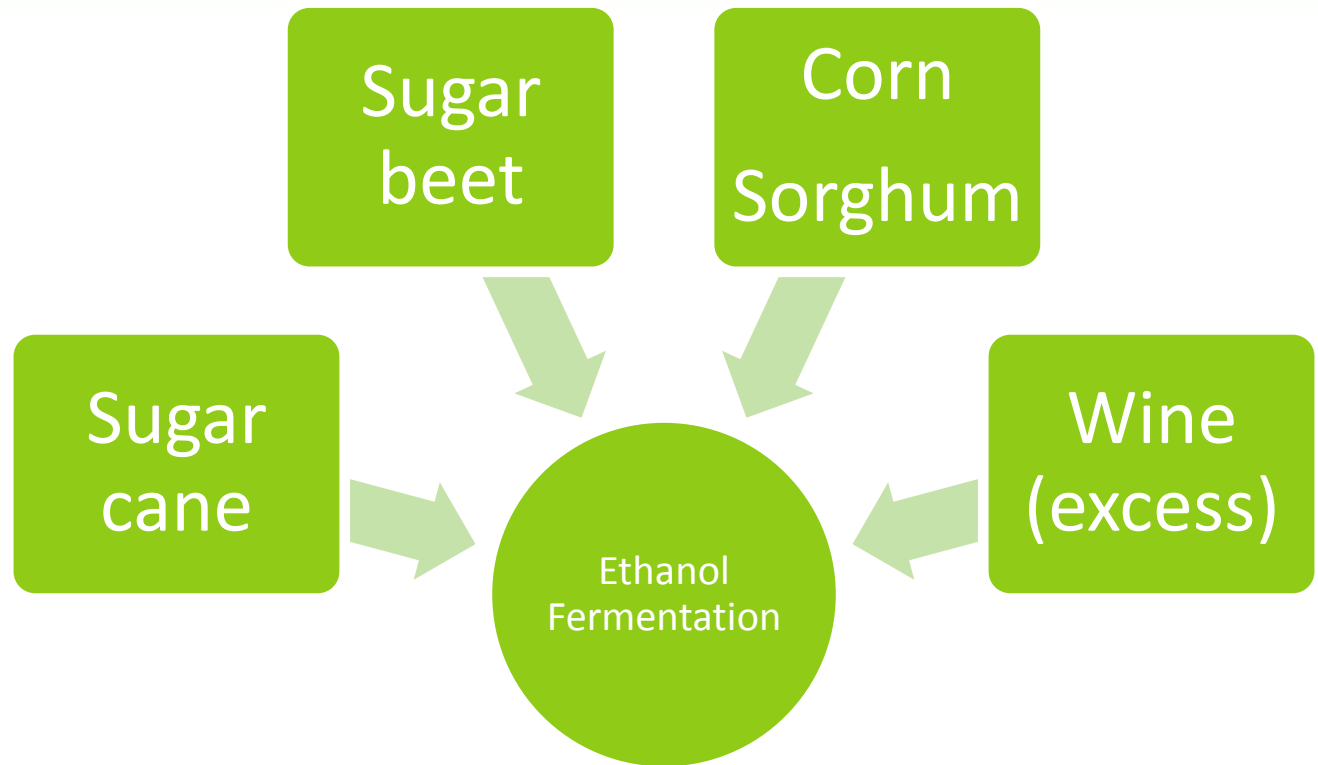 Sugar
beet
Corn
Sorghum
Sugar
cane
Wine
(excess)
Ethanol
Fermentation